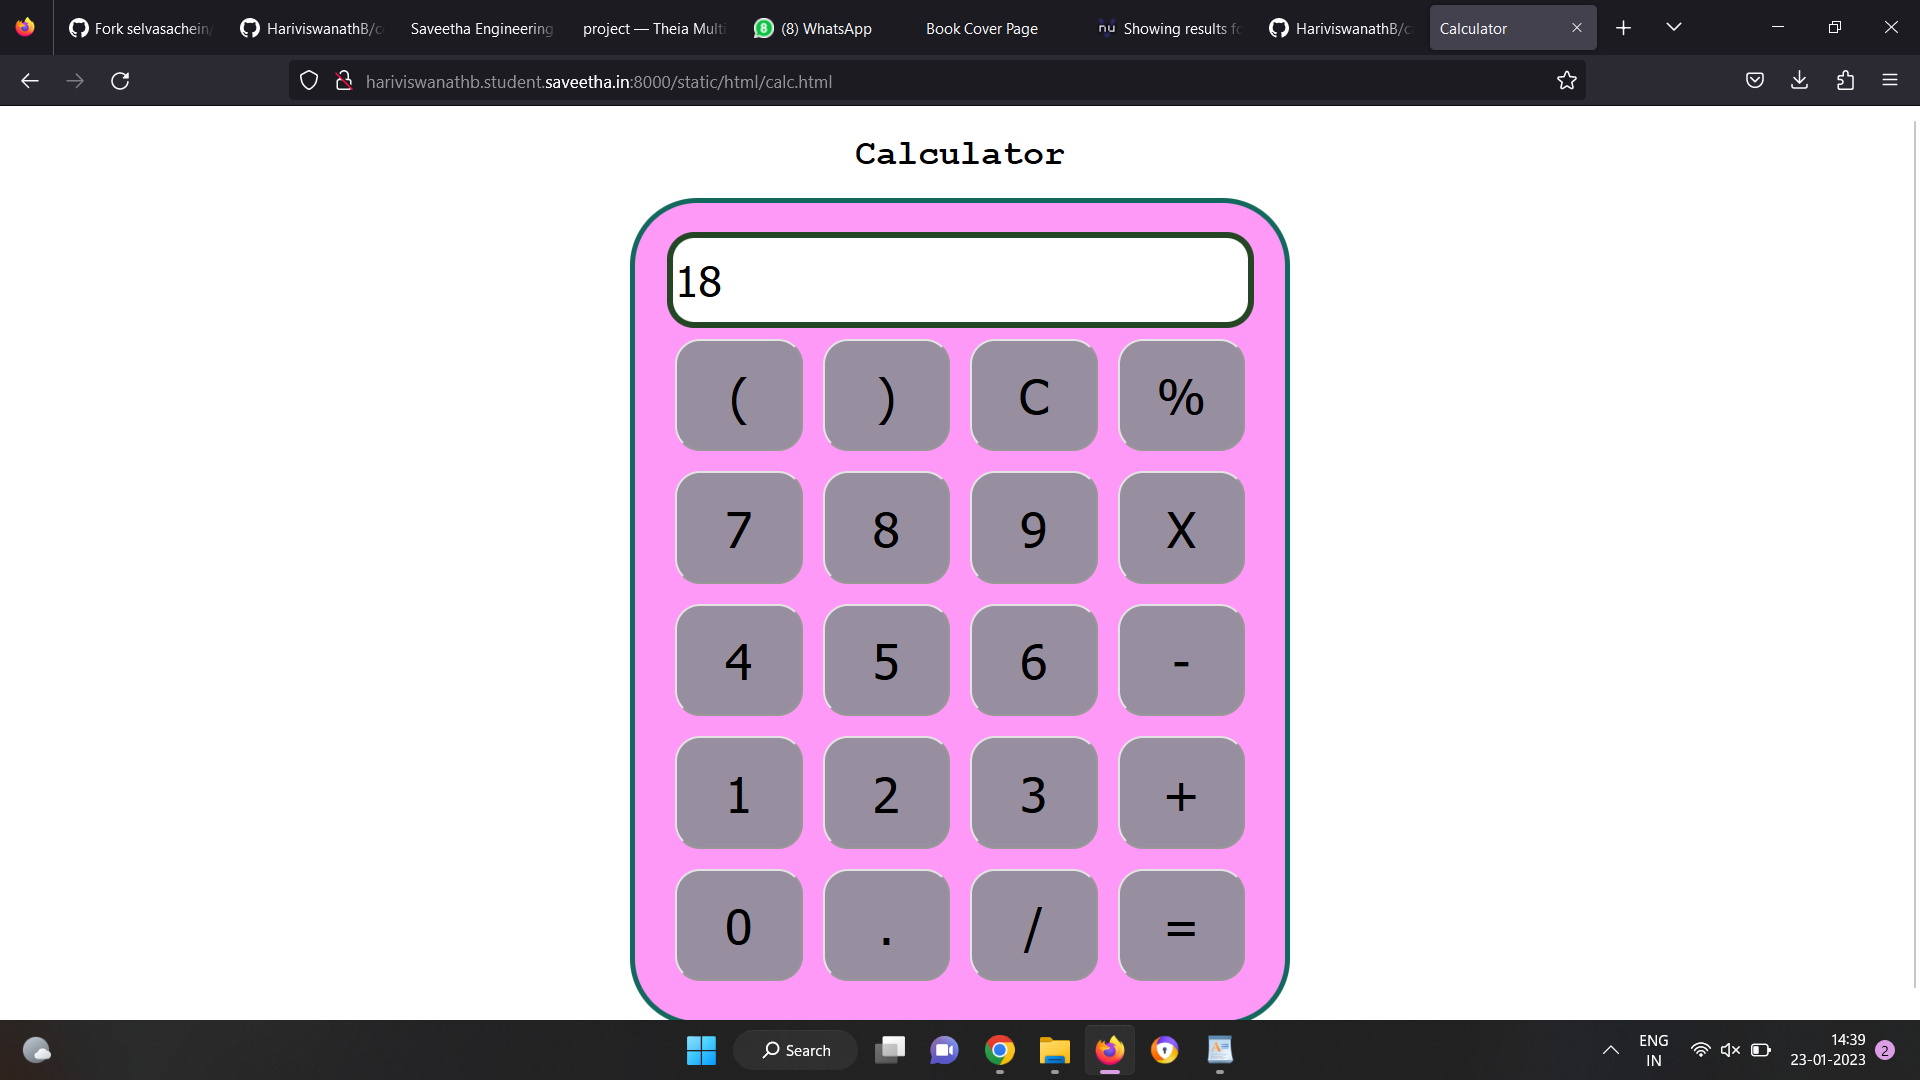 Fork selvasachein/
HariviswanathB/c
Saveetha Engineering
project — Theia Multi
(8) WhatsApp
Book Cover Page
nu Showing results fo
HariviswanathB/c
Calculator
hariviswanathb.student.saveetha.in:8000/static/html/calc.html
Calculator
18
( ) C %
7 8 9 X
4 5 6 -
1 2 3 +
0 . / =
Search
ENG
IN
14:39
23-01-2023
2